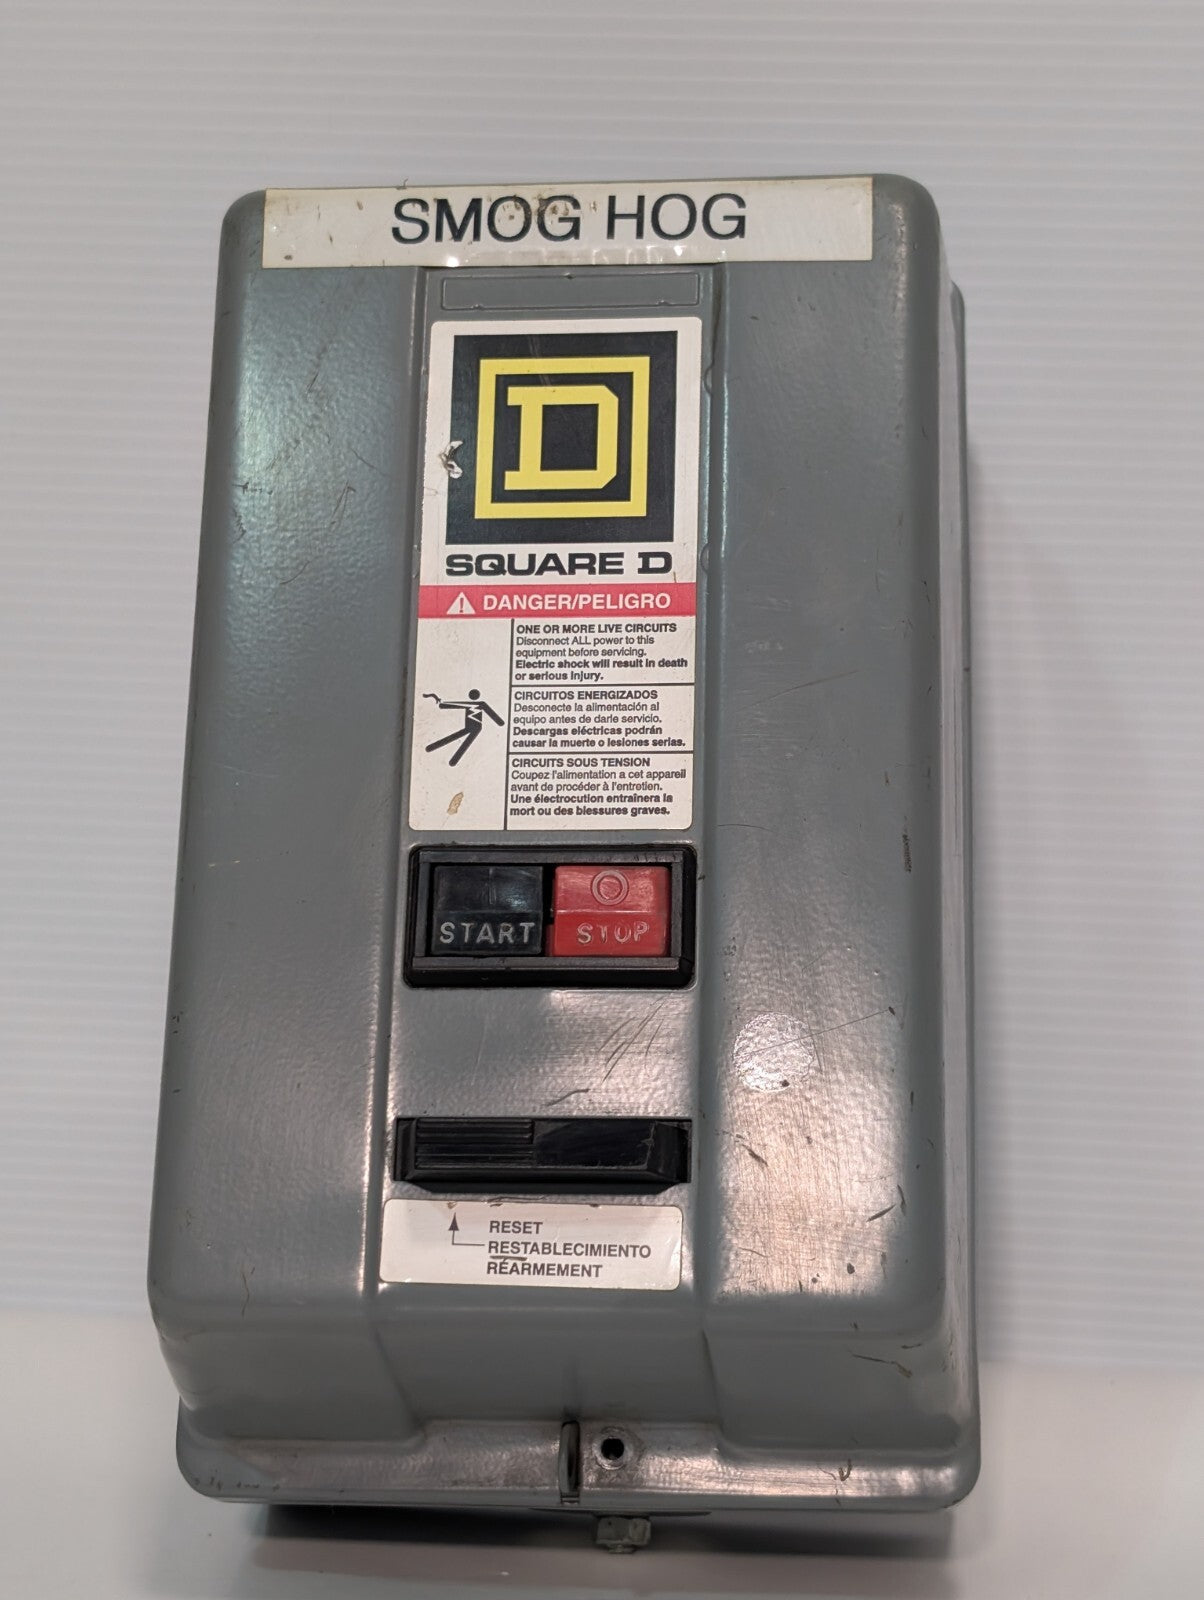 SMOG HOG
D
SQUARE D
DANGER/PELIGRO
ONE OR MORE LIVE CIRCUITS
Disconnect ALL power to this
equipment before servicing.
Electric shock will result in death
or serious injury.
CIRCUITOS ENERGIZADOS
Desconecte la alimentación al
equipo antes de darle servicio.
Descargas eléctricas podrán
causar la muerte o lesiones serias.
CIRCUITS SOUS TENSION
Coupez l'alimentation a cet appareil
avant de procéder à l'entretien.
Une électrocution entraînera la
mort ou des blessures graves.
START STOP
RESET
RESTABLECIMIENTO
RÉARMEMENT